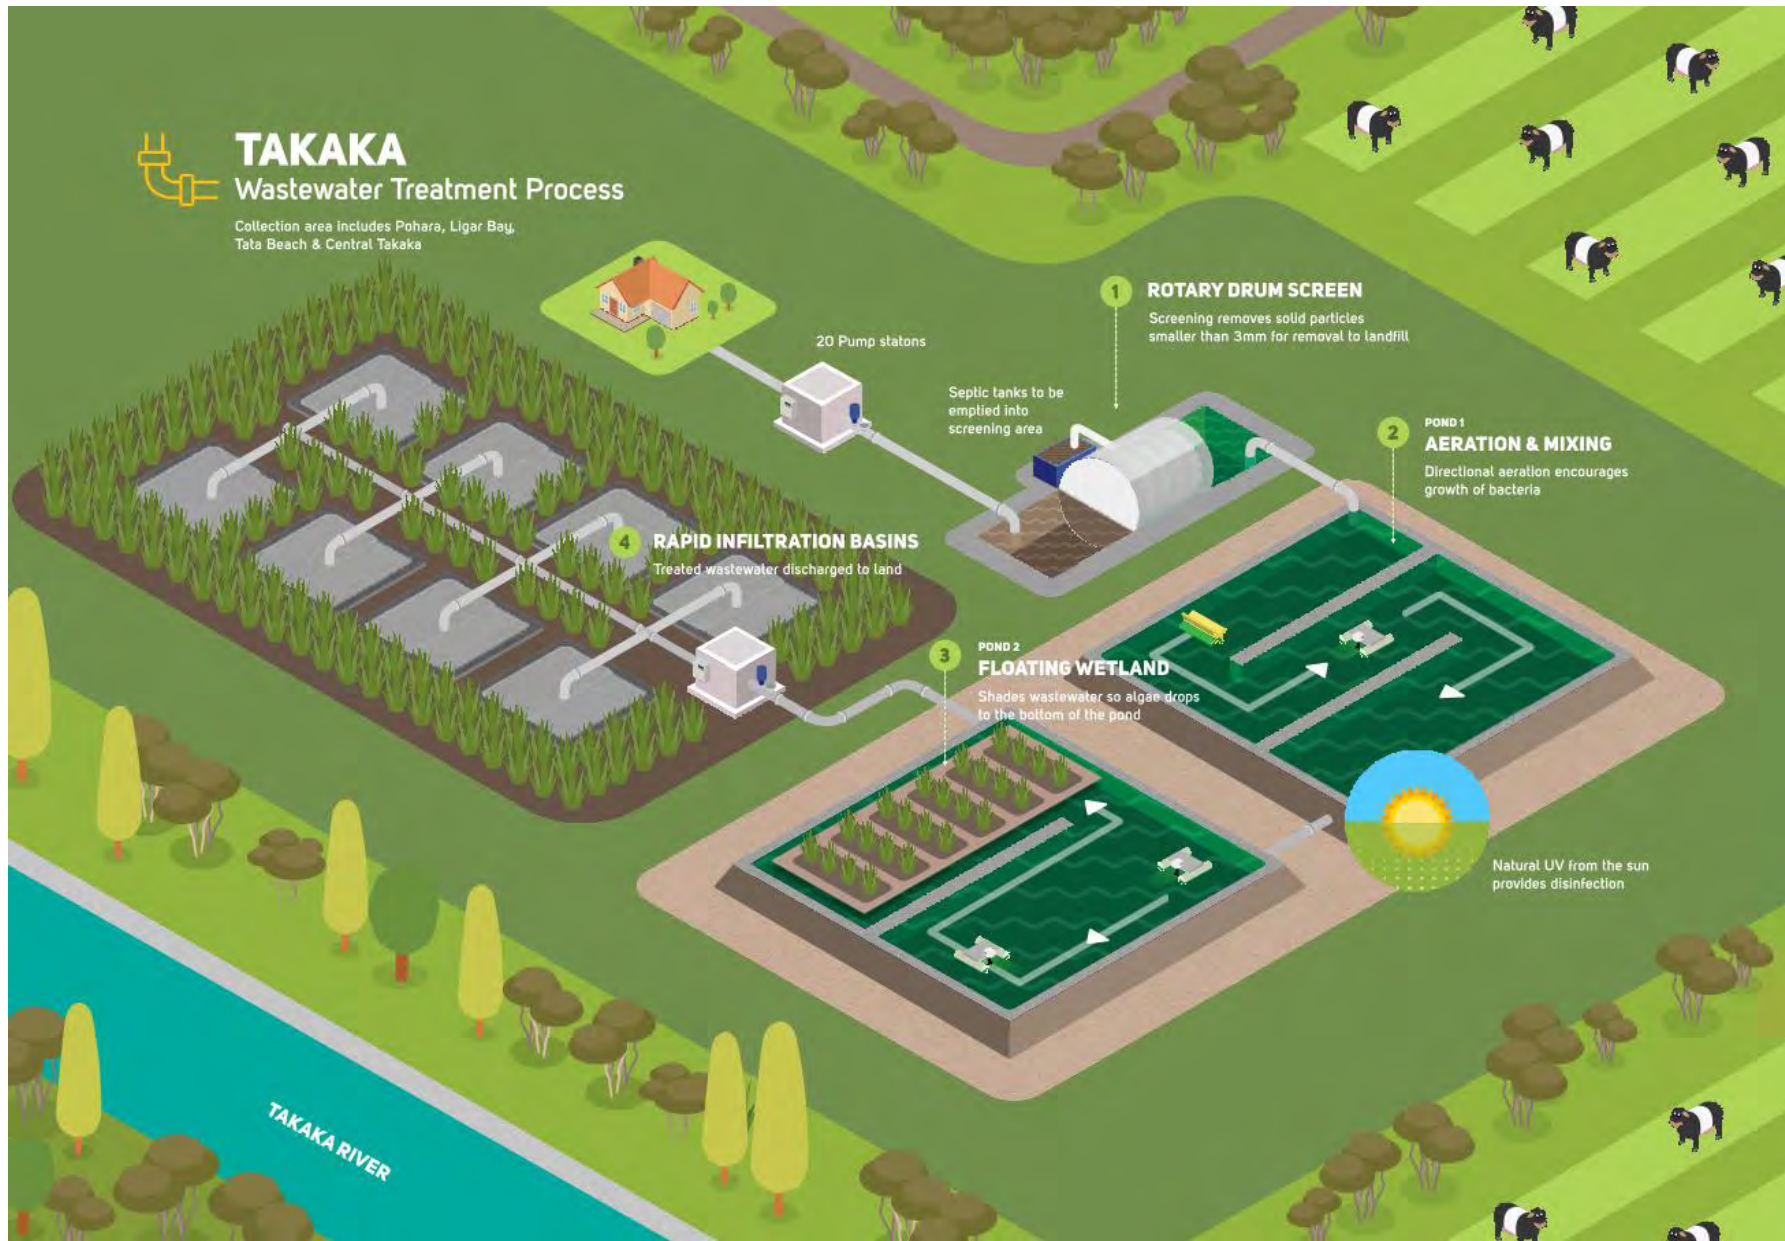 TAKAKA
Wastewater Treatment Process
Collection area includes Pohara, Ligar Bay,
Tata Beach & Central Takaka
20 Pump statons
1
ROTARY DRUM SCREEN
Screening removes solid particles
smaller than 3mm for removal to landfill
Septic tanks to be
emptied into
screening area
2
POND 1
AERATION & MIXING
Directional aeration encourages
growth of bacteria
4
RAPID INFILTRATION BASINS
Treated wastewater discharged to land
3
POND 2
FLOATING WETLAND
Shades wastewater so algae drops
to the bottom of the pond
Natural UV from the sun
provides disinfection
TAKAKA RIVER